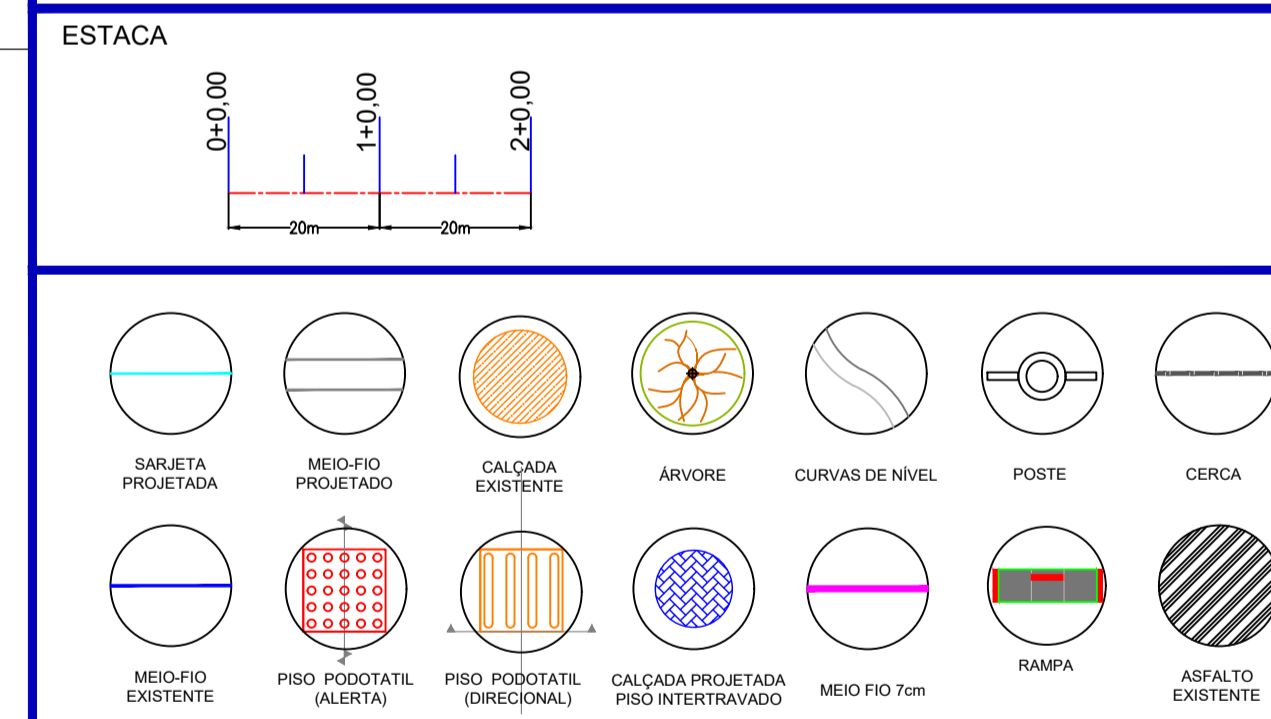 ESTACA
0+0,00
1+0,00
2+0,00
20m
20m
SARJETA
PROJETADA
MEIO-FIO
PROJETADO
CALÇADA
EXISTENTE
ÁRVORE
CURVAS DE NÍVEL
POSTE
CERCA
MEIO-FIO
EXISTENTE
PISO PODOTATIL
(ALERTA)
PISO PODOTATIL
(DIRECIONAL)
CALÇADA PROJETADA
PISO INTERTRAVADO
MEIO FIO 7cm
RAMPA
ASFALTO
EXISTENTE